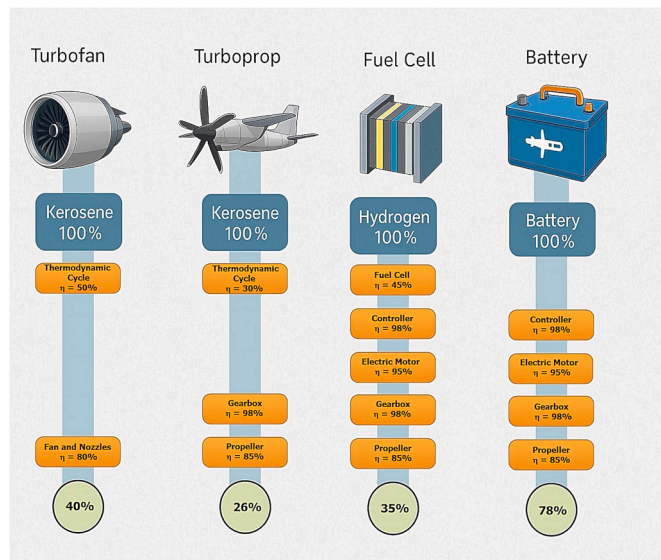 Turbofan
Turboprop
Fuel Cell
Battery
Kerosene
100%
Kerosene
100%
Hydrogen
100%
Battery
100%
Thermodynamic
Cycle
η = 50%
Thermodynamic
Cycle
η = 30%
Fuel Cell
η = 45%
Controller
η = 98%
Controller
η = 98%
Electric Motor
η = 95%
Electric Motor
η = 95%
Gearbox
η = 98%
Gearbox
η = 98%
Gearbox
η = 98%
Fan and Nozzles
η = 80%
Propeller
η = 85%
Propeller
η = 85%
Propeller
η = 85%
40%
26%
35%
78%